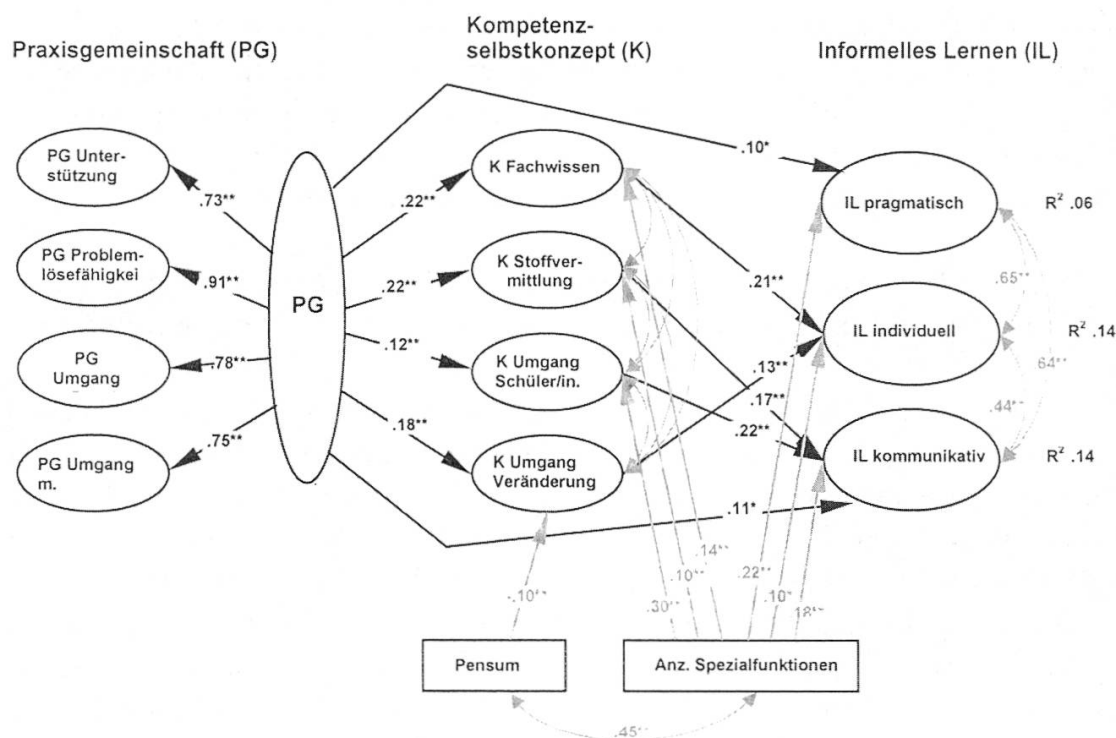 Praxisgemeinschaft (PG)
Kompetenz-
selbstkonzept (K)
Informelles Lernen (IL)
PG Unter-
stützung
PG Problem-
lösefähigkei
PG
Umgang
PG Umgang
m.
.73**
.91**
.78**
.75**
PG
.22**
.22**
.12**
.18**
K Fachwissen
K Stoffver-
mittlung
K Umgang
Schüler/in.
K Umgang
Veränderung
.10*
.21**
.13**
.17**
.22**
.11*
IL pragmatisch
IL individuell
IL kommunikativ
R² .06
R² .14
R² .14
.65**
.64**
.44**
-.10**
.30**
.10**
.14**
.22**
.10*
.18**
Pensum
Anz. Spezialfunktionen
.45**